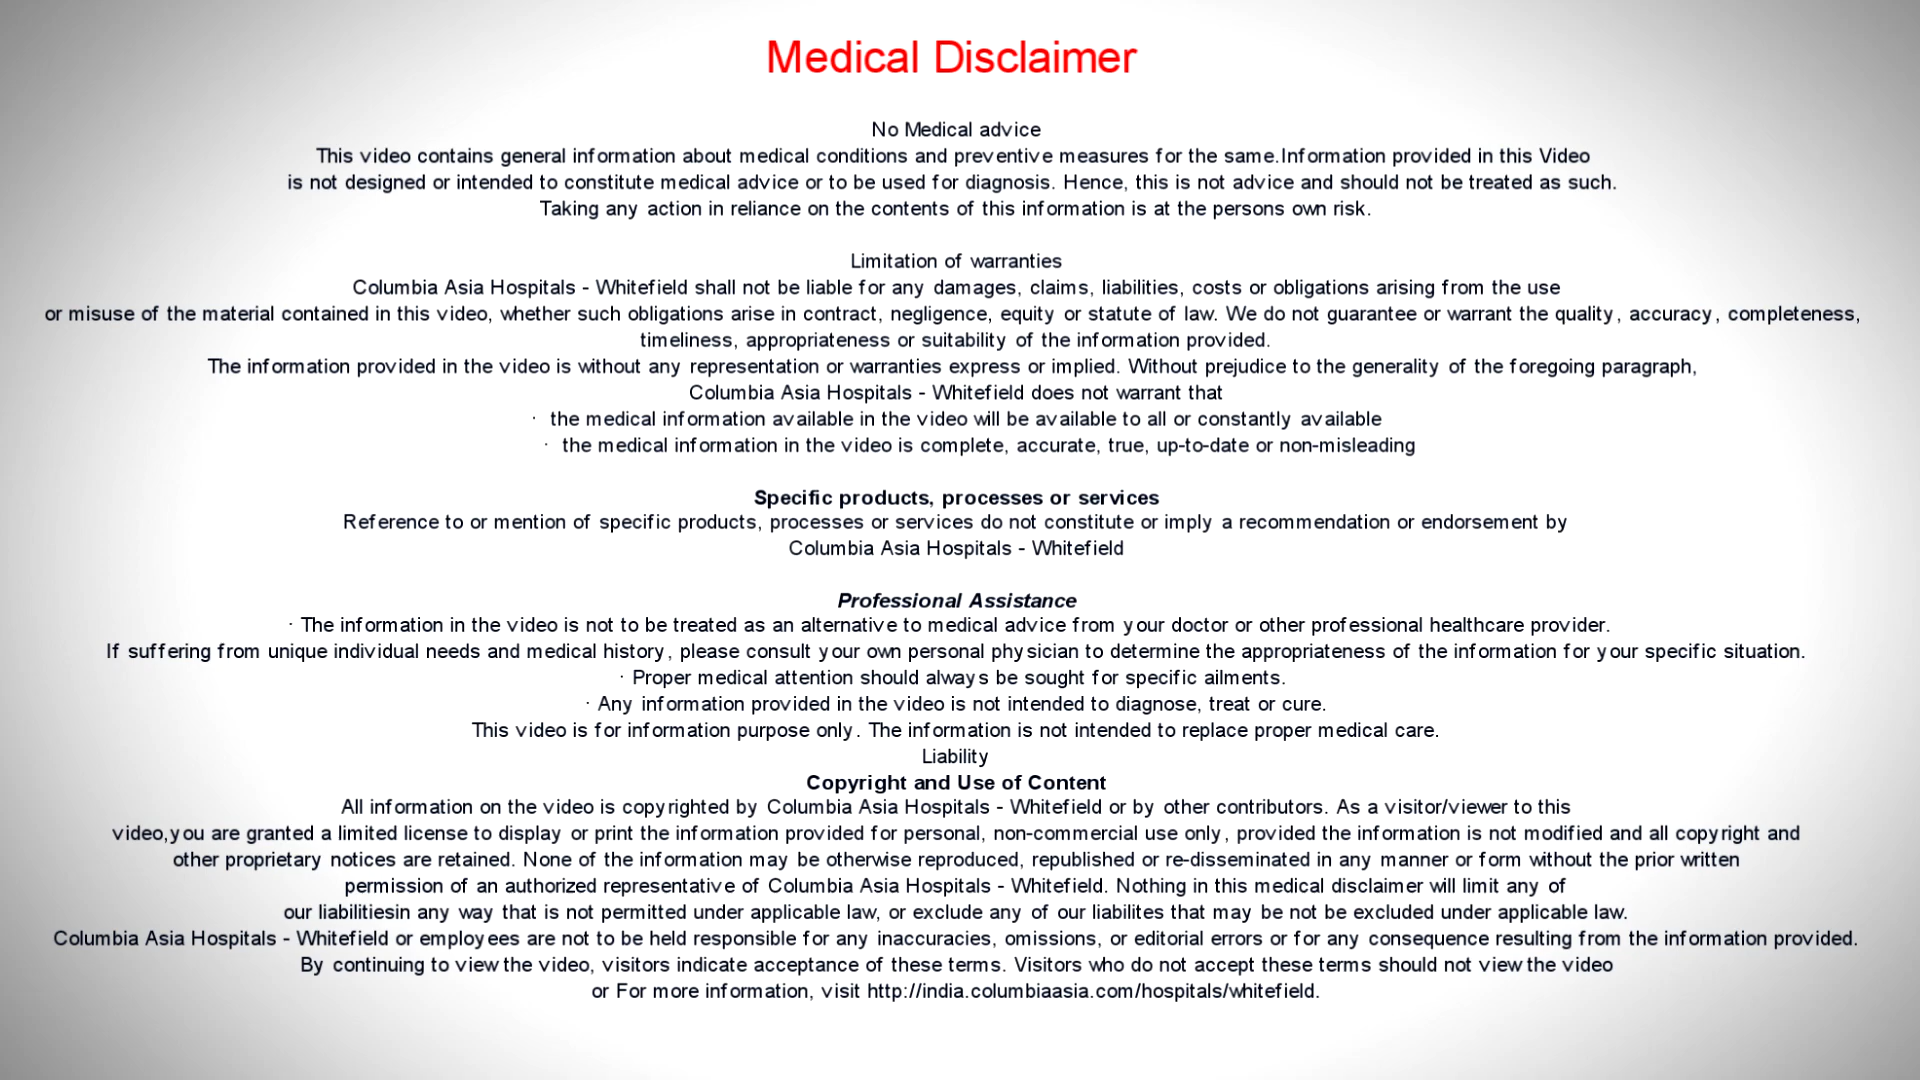 Medical Disclaimer
No Medical advice
This video contains general information about medical conditions and preventive measures for the same.Information provided in this Video
is not designed or intended to constitute medical advice or to be used for diagnosis. Hence, this is not advice and should not be treated as such.
Taking any action in reliance on the contents of this information is at the persons own risk.
Limitation of warranties
Columbia Asia Hospitals - Whitefield shall not be liable for any damages, claims, liabilities, costs or obligations arising from the use
or misuse of the material contained in this video, whether such obligations arise in contract, negligence, equity or statute of law. We do not guarantee or warrant the quality, accuracy, completeness,
timeliness, appropriateness or suitability of the information provided.
The information provided in the video is without any representation or warranties express or implied. Without prejudice to the generality of the foregoing paragraph,
Columbia Asia Hospitals - Whitefield does not warrant that
· the medical information available in the video will be available to all or constantly available
· the medical information in the video is complete, accurate, true, up-to-date or non-misleading
Specific products, processes or services
Reference to or mention of specific products, processes or services do not constitute or imply a recommendation or endorsement by
Columbia Asia Hospitals - Whitefield
Professional Assistance
· The information in the video is not to be treated as an alternative to medical advice from your doctor or other professional healthcare provider.
If suffering from unique individual needs and medical history, please consult your own personal physician to determine the appropriateness of the information for your specific situation.
· Proper medical attention should always be sought for specific ailments.
· Any information provided in the video is not intended to diagnose, treat or cure.
This video is for information purpose only. The information is not intended to replace proper medical care.
Liability
Copyright and Use of Content
All information on the video is copyrighted by Columbia Asia Hospitals - Whitefield or by other contributors. As a visitor/viewer to this
video,you are granted a limited license to display or print the information provided for personal, non-commercial use only, provided the information is not modified and all copyright and
other proprietary notices are retained. None of the information may be otherwise reproduced, republished or re-disseminated in any manner or form without the prior written
permission of an authorized representative of Columbia Asia Hospitals - Whitefield. Nothing in this medical disclaimer will limit any of
our liabilitiesin any way that is not permitted under applicable law, or exclude any of our liabilites that may be not be excluded under applicable law.
Columbia Asia Hospitals - Whitefield or employees are not to be held responsible for any inaccuracies, omissions, or editorial errors or for any consequence resulting from the information provided.
By continuing to view the video, visitors indicate acceptance of these terms. Visitors who do not accept these terms should not view the video
or For more information, visit http://india.columbiaasia.com/hospitals/whitefield.